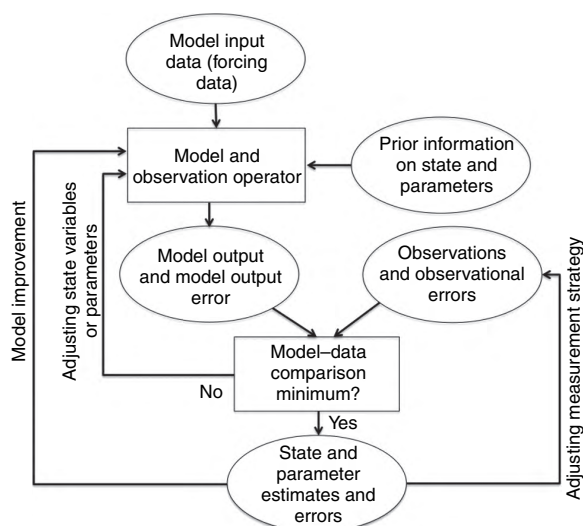 Model input
data (forcing
data)
Model and
observation operator
Prior information
on state and
parameters
Model output
and model output
error
Observations
and observational
errors
Model–data
comparison
minimum?
No
Yes
State and
parameter
estimates and
errors
Model improvement
Adjusting state variables
or parameters
Adjusting measurement strategy